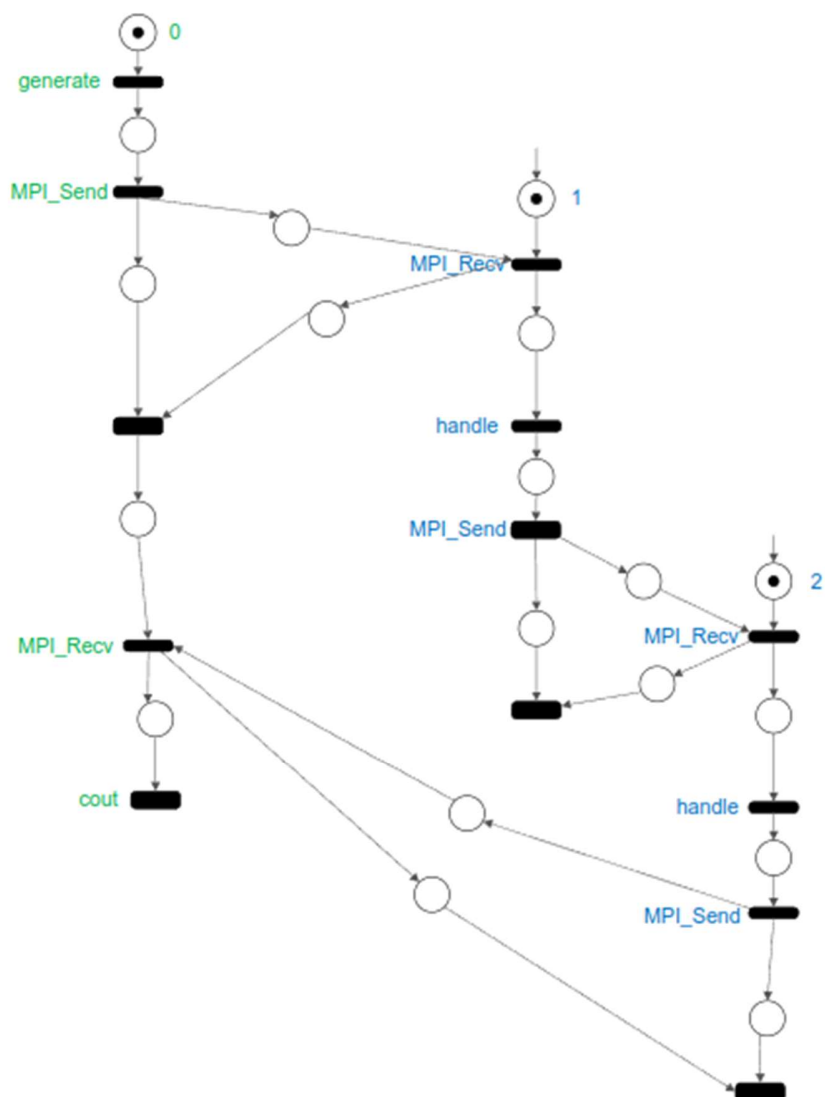 0
generate
MPI_Send
1
MPI_Recv
handle
MPI_Send
2
MPI_Recv
MPI_Recv
cout
handle
MPI_Send